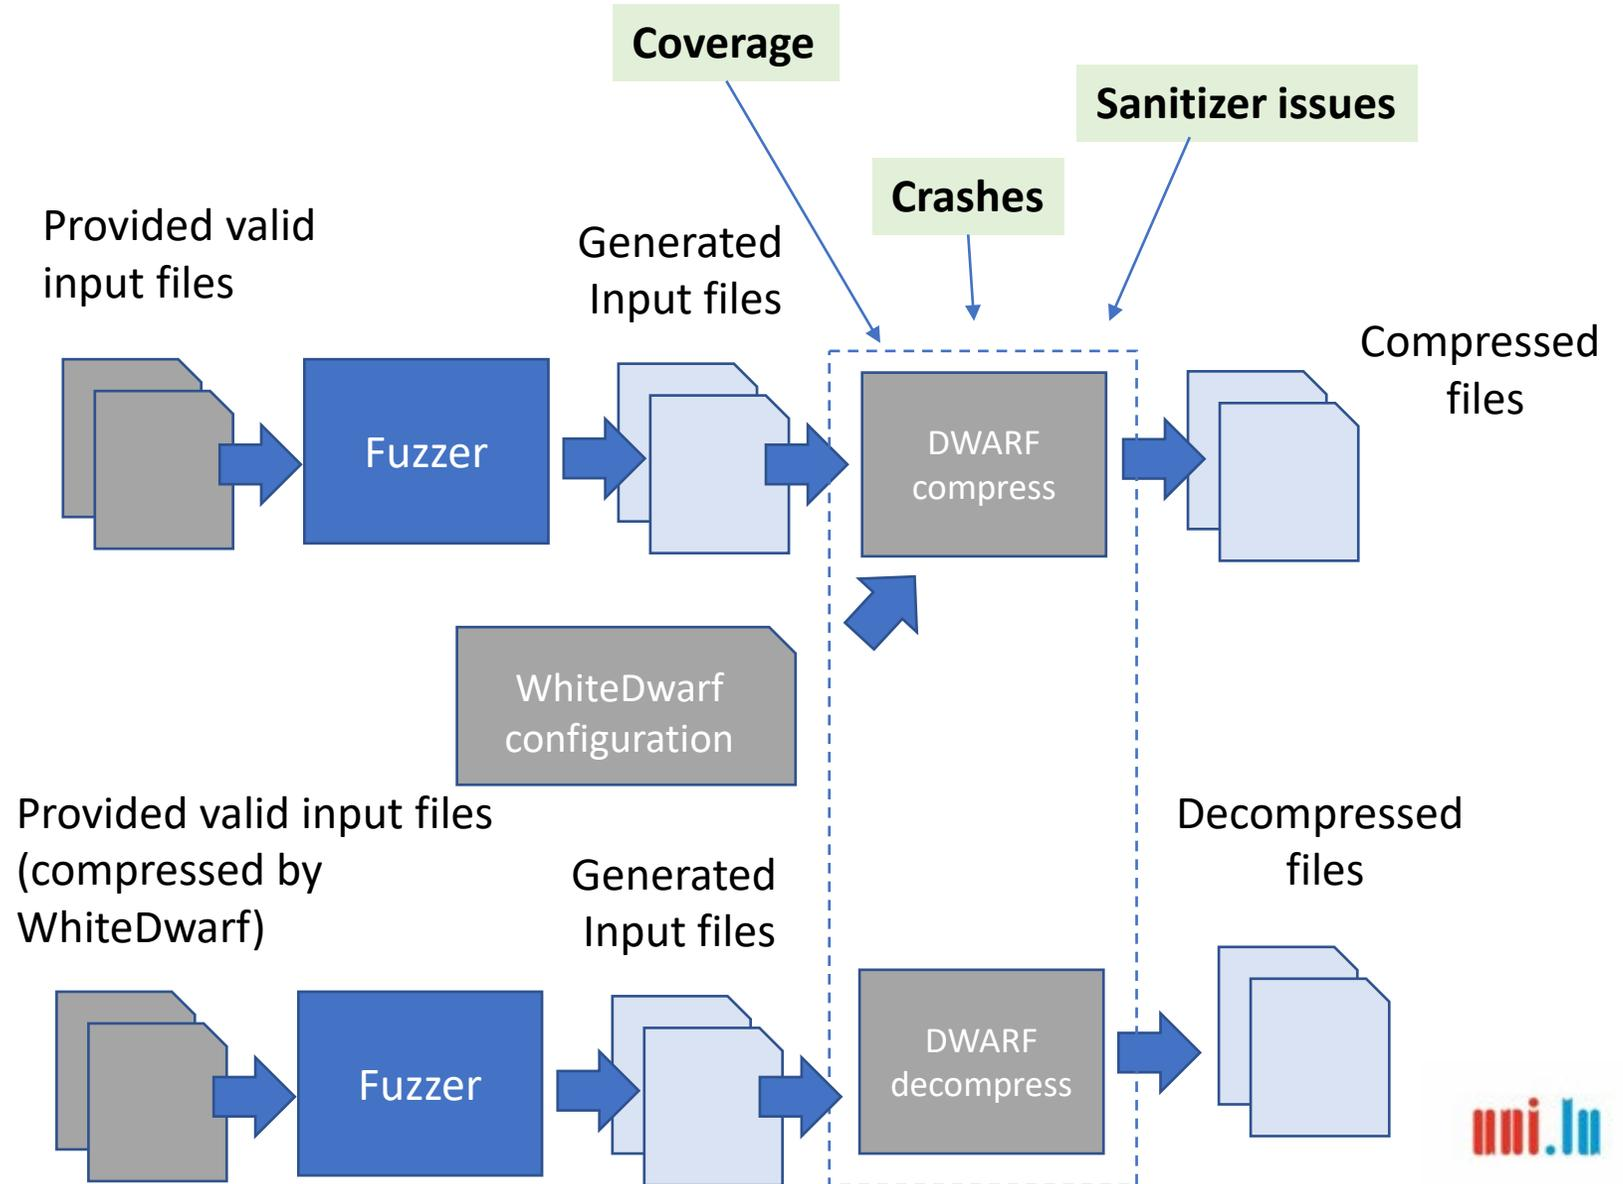 Coverage
Sanitizer issues
Crashes
Provided valid
input files
Generated
Input files
Compressed
files
Fuzzer
DWARF
compress
WhiteDwarf
configuration
Provided valid input files
(compressed by
WhiteDwarf)
Generated
Input files
Decompressed
files
Fuzzer
DWARF
decompress
uni.lu